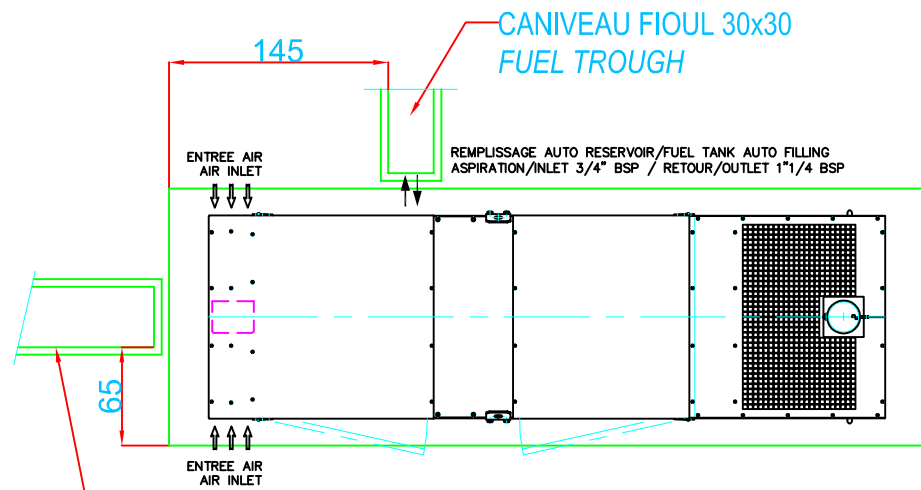 CANIVEAU FIOUL 30x30
FUEL TROUGH
145
REMPLISSAGE AUTO RESERVOIR/FUEL TANK AUTO FILLING
ASPIRATION/INLET 3/4" BSP / RETOUR/OUTLET 1"1/4 BSP
ENTREE AIR
AIR INLET
65
ENTREE AIR
AIR INLET